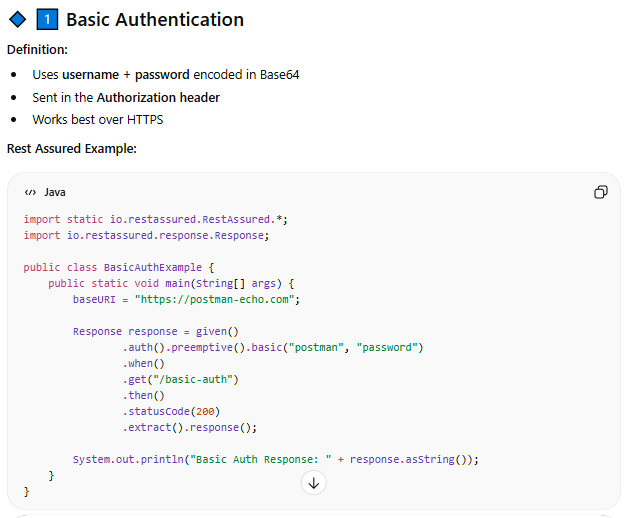 1 Basic Authentication
Definition:
• Uses username + password encoded in Base64
• Sent in the Authorization header
• Works best over HTTPS
Rest Assured Example:
</> Java
import static io.restassured.RestAssured.*;
import io.restassured.response.Response;
public class BasicAuthExample {
    public static void main(String[] args) {
        baseURI = "https://postman-echo.com";
        Response response = given()
                .auth().preemptive().basic("postman", "password")
                .when()
                .get("/basic-auth")
                .then()
                .statusCode(200)
                .extract().response();
        System.out.println("Basic Auth Response: " + response.asString());
    }
}